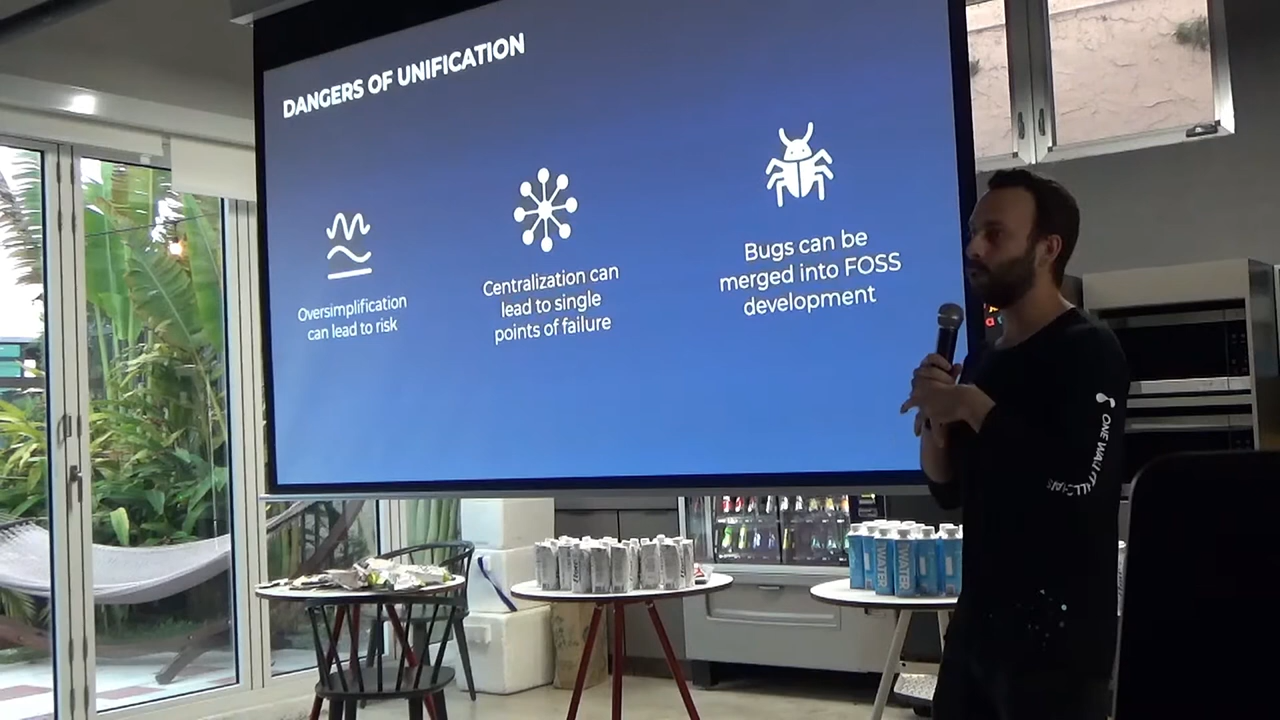 DANGERS OF UNIFICATION
Oversimplification
can lead to risk
Centralization can
lead to single
points of failure
Bugs can be
merged into FOSS
development
ONE WALLET
WATER
WATER